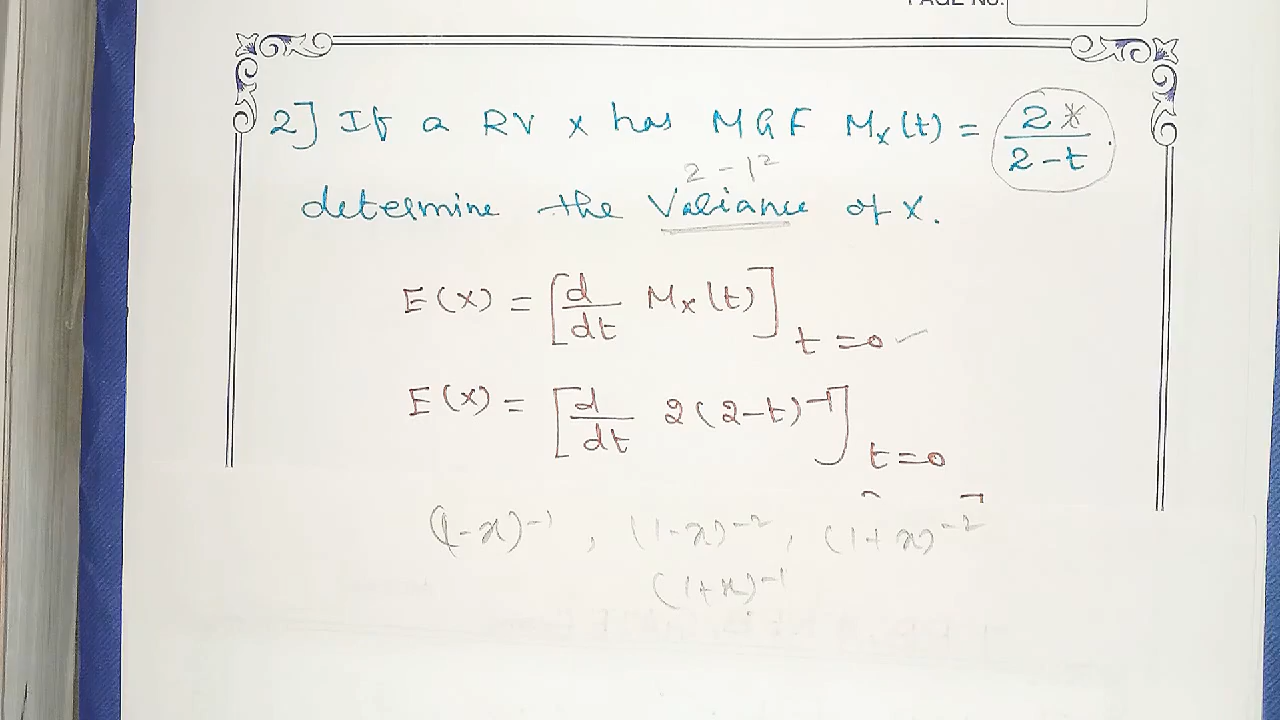 PAGE NO.
2] If a RV x has MGF Mx(t) = 2* / 2-t .
2 - 1²
determine the Variance of x.
E(x) = [d/dt Mx(t)] t=0
E(x) = [d/dt 2(2-t)⁻¹] t=0
(1-x)⁻¹ , (1-x)⁻² , (1+x)⁻²
(1+x)⁻¹